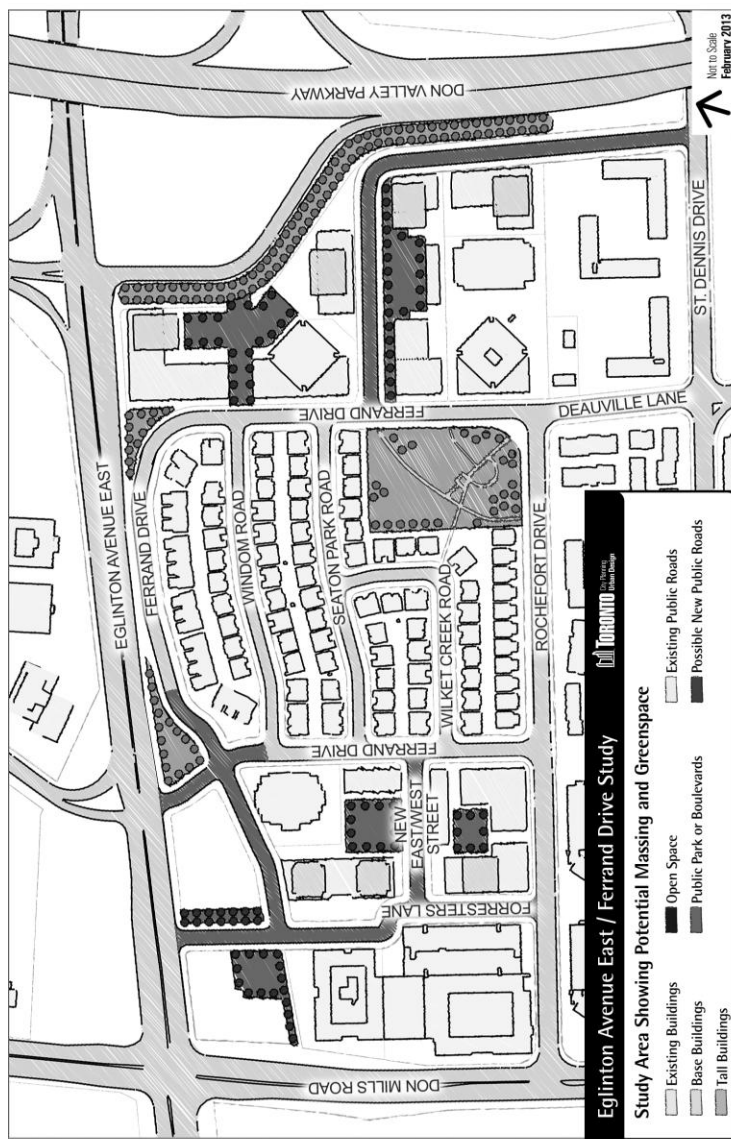 DON VALLEY PARKWAY
Not to Scale
February 2013
EGLINTON AVENUE EAST
FERRAND DRIVE
FERRAND DRIVE
WINDOM ROAD
SEATON PARK ROAD
WILKET CREEK ROAD
ROCHEFORT DRIVE
DEAUVILLE LANE
ST. DENNIS DRIVE
FERRAND DRIVE
NEW
EAST/WEST
STREET
FORRESTERS LANE
DON MILLS ROAD
Eglinton Avenue East / Ferrand Drive Study
TORONTO City Planning
Urban Design
Study Area Showing Potential Massing and Greenspace
Existing Buildings
Base Buildings
Tall Buildings
Open Space
Public Park or Boulevards
Existing Public Roads
Possible New Public Roads